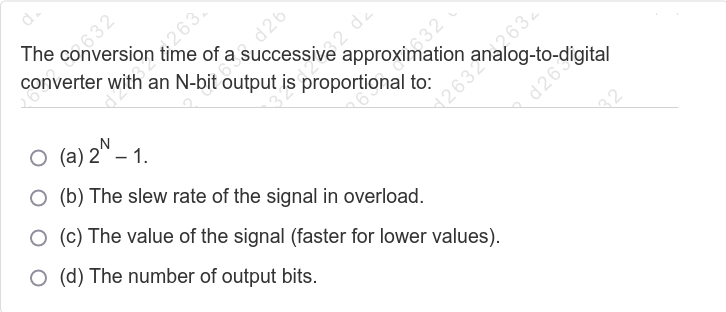 The conversion time of a successive approximation analog-to-digital
converter with an N-bit output is proportional to:
(a) 2^N – 1.
(b) The slew rate of the signal in overload.
(c) The value of the signal (faster for lower values).
(d) The number of output bits.